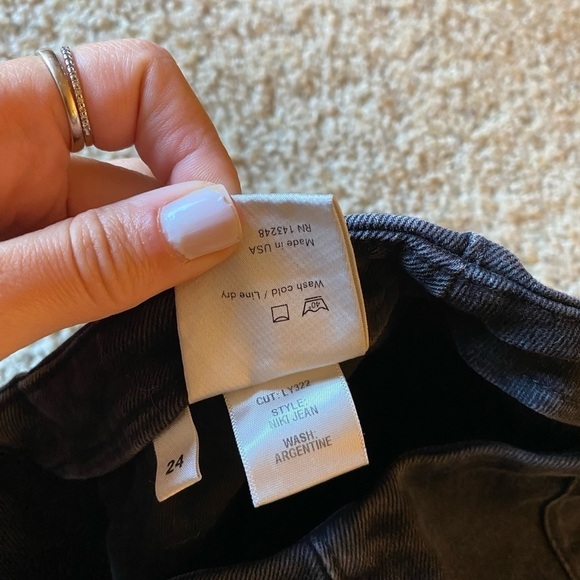 RN 143248
Made in USA
Wash cold / Line dry
40°
CUT: LY322
STYLE:
NIKI JEAN
WASH:
ARGENTINE
24